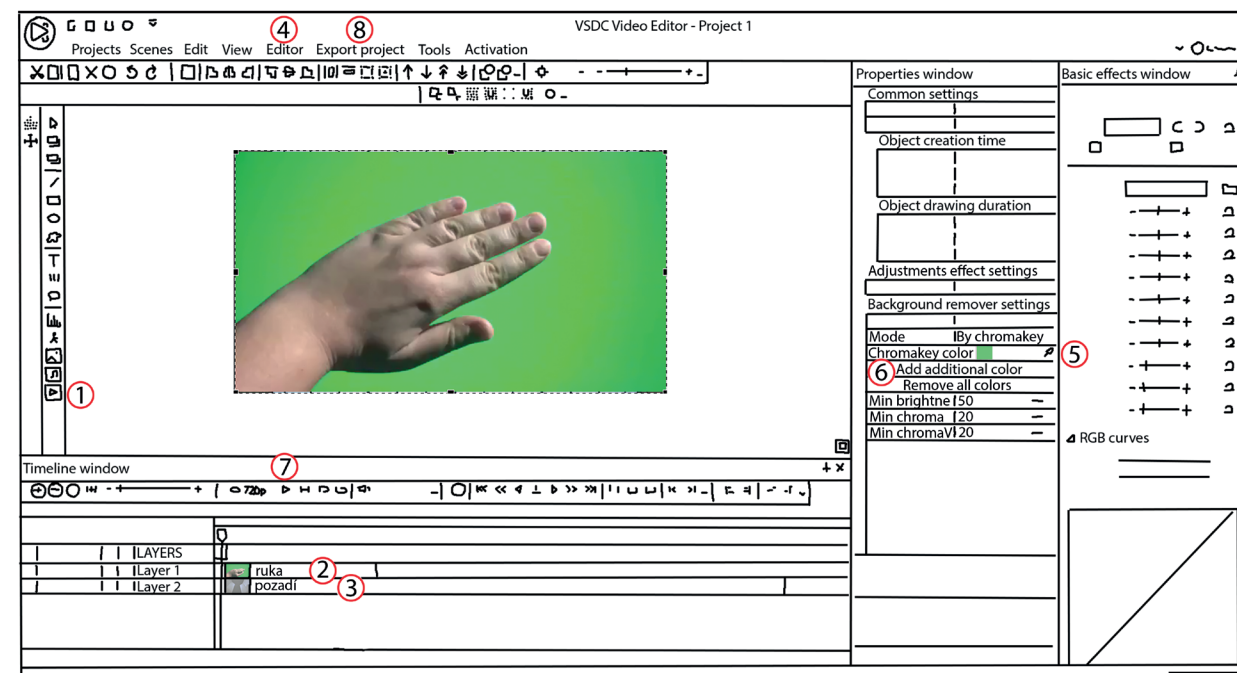 VSDC Video Editor - Project 1
4 8
Projects Scenes Edit View Editor Export project Tools Activation
Properties window
Basic effects window
Common settings
Object creation time
Object drawing duration
Adjustments effect settings
Background remover settings
Mode By chromakey
Chromakey color 5
6 Add additional color
Remove all colors
Min brightne 50
Min chroma 20
Min chromaV 20
RGB curves
1
Timeline window 7
720p
LAYERS
Layer 1 ruka 2
Layer 2 pozadí 3